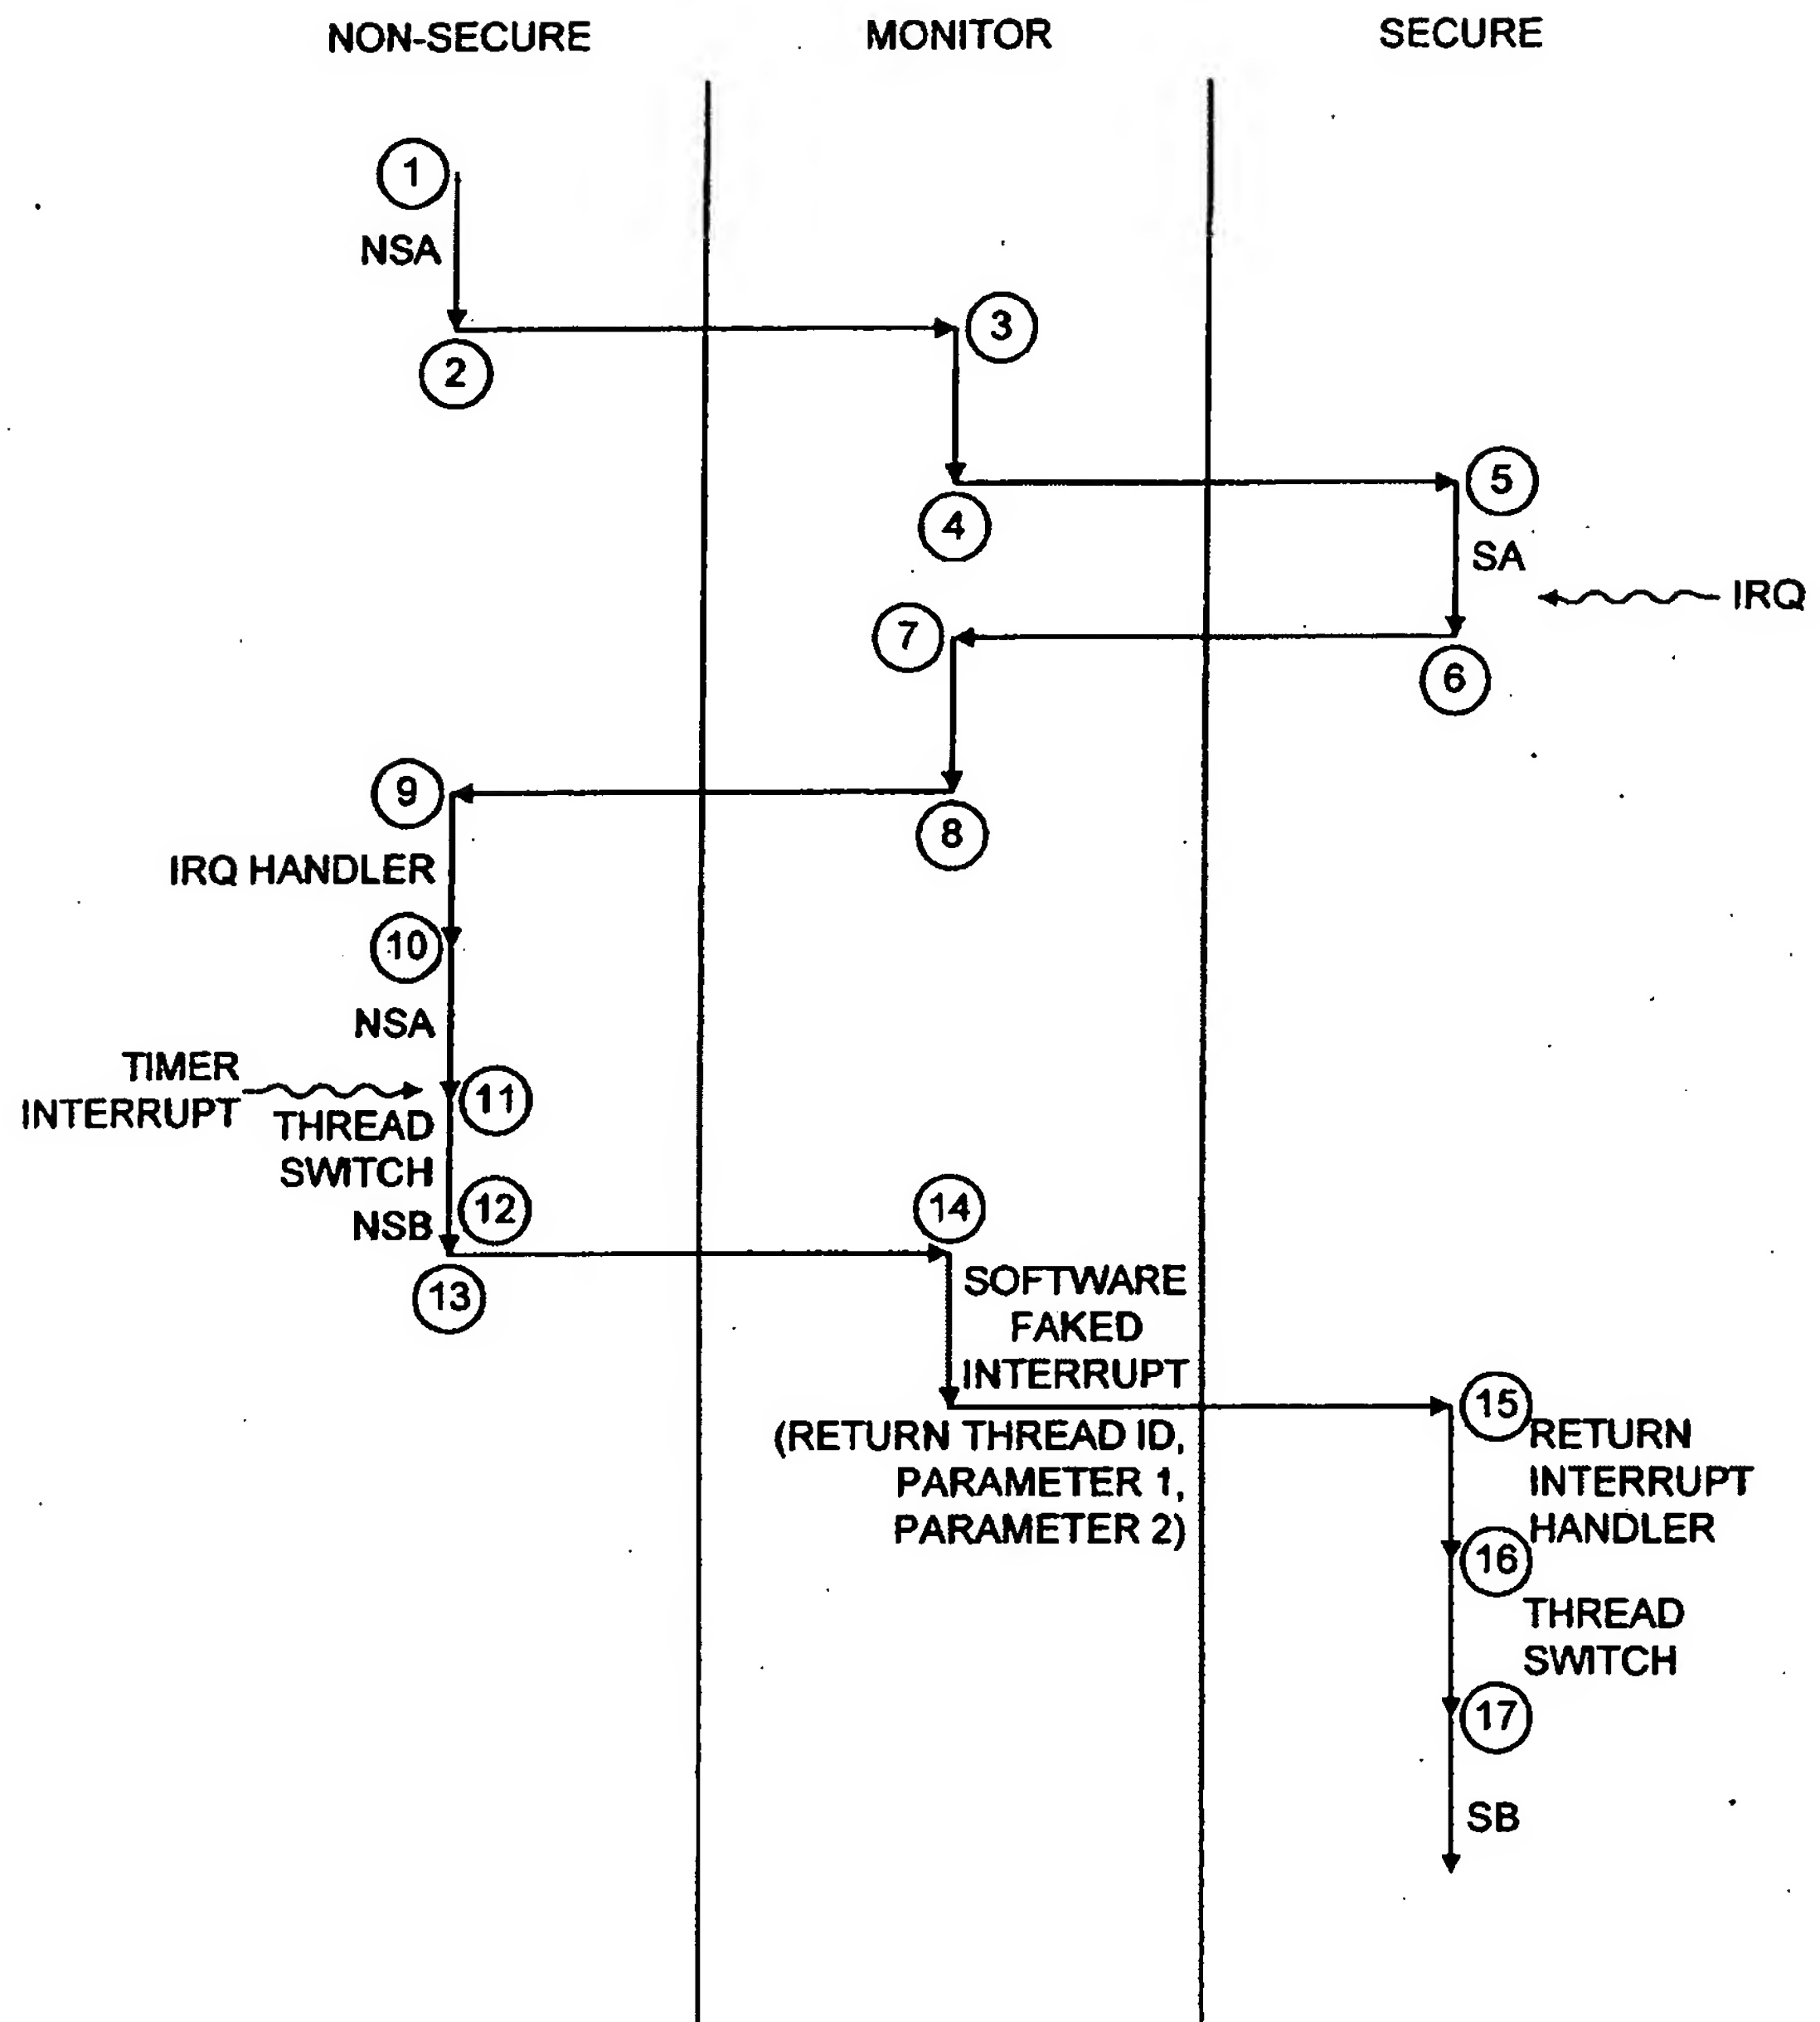 NON-SECURE
MONITOR
SECURE
1
NSA
2
3
4
5
SA
IRQ
6
7
8
9
IRQ HANDLER
10
NSA
TIMER
INTERRUPT
11
THREAD
SWITCH
12
NSB
13
14
SOFTWARE
FAKED
INTERRUPT
(RETURN THREAD ID,
PARAMETER 1,
PARAMETER 2)
15
RETURN
INTERRUPT
HANDLER
16
THREAD
SWITCH
17
SB